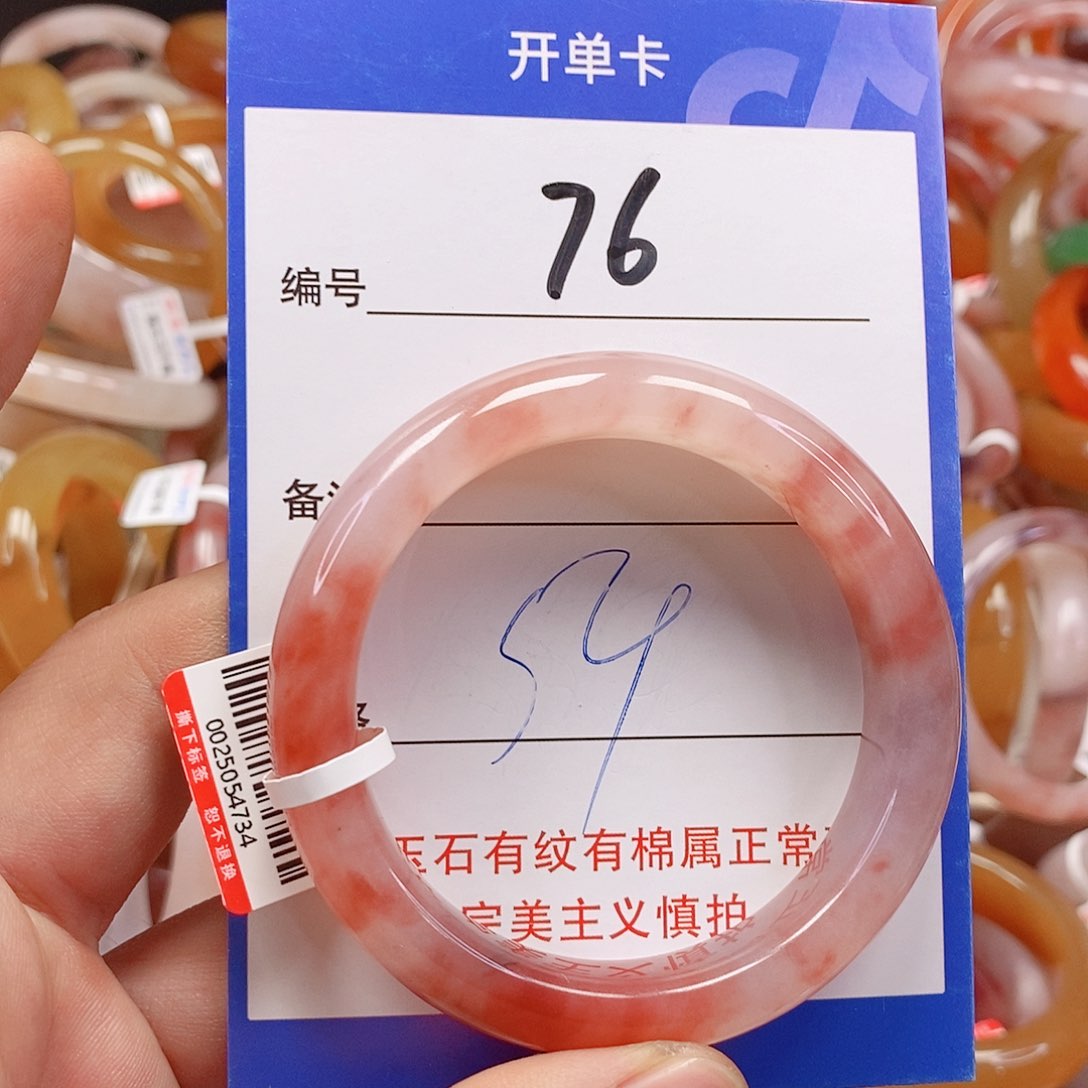 开单卡
76
编号
备
54
玉石有纹有棉属正常
完美主义慎拍
0025054734
撕下标签 恕不退换